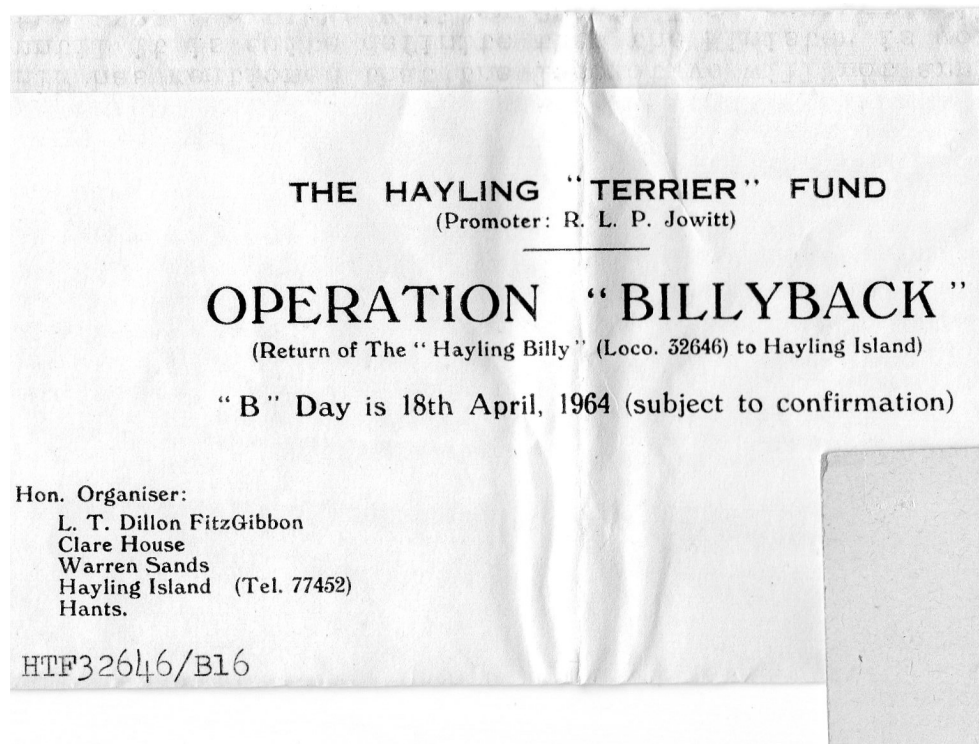 THE HAYLING "TERRIER" FUND
(Promoter: R. L. P. Jowitt)
OPERATION "BILLYBACK"
(Return of The "Hayling Billy" (Loco. 32646) to Hayling Island)
"B" Day is 18th April, 1964 (subject to confirmation)
Hon. Organiser:
L. T. Dillon FitzGibbon
Clare House
Warren Sands
Hayling Island (Tel. 77452)
Hants.
HTF32646/B16